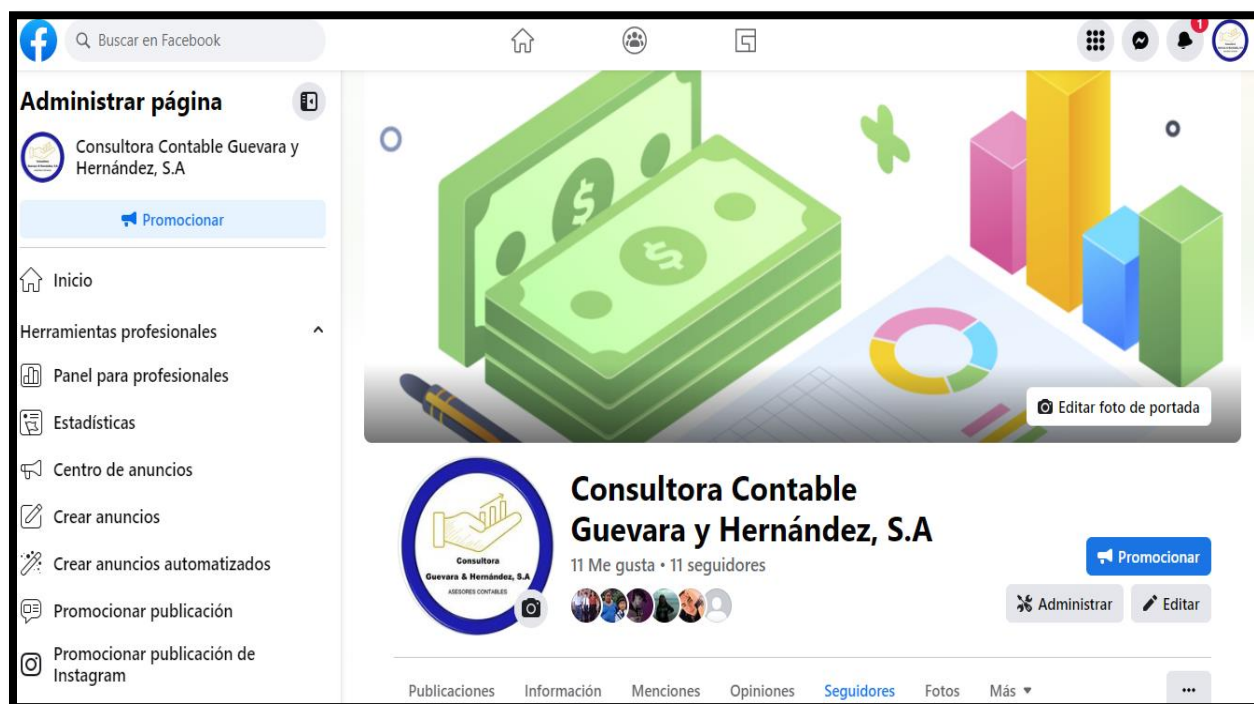 Buscar en Facebook
1
Administrar página
Consultora Contable Guevara y
Hernández, S.A
Promocionar
Inicio
Herramientas profesionales
Panel para profesionales
Estadísticas
Centro de anuncios
Crear anuncios
Crear anuncios automatizados
Promocionar publicación
Promocionar publicación de
Instagram
$
$
Editar foto de portada
Consultora
Guevara & Hernández, S.A
ASESORES CONTABLES
Consultora Contable
Guevara y Hernández, S.A
11 Me gusta • 11 seguidores
Promocionar
Administrar
Editar
Publicaciones Información Menciones Opiniones Seguidores Fotos Más